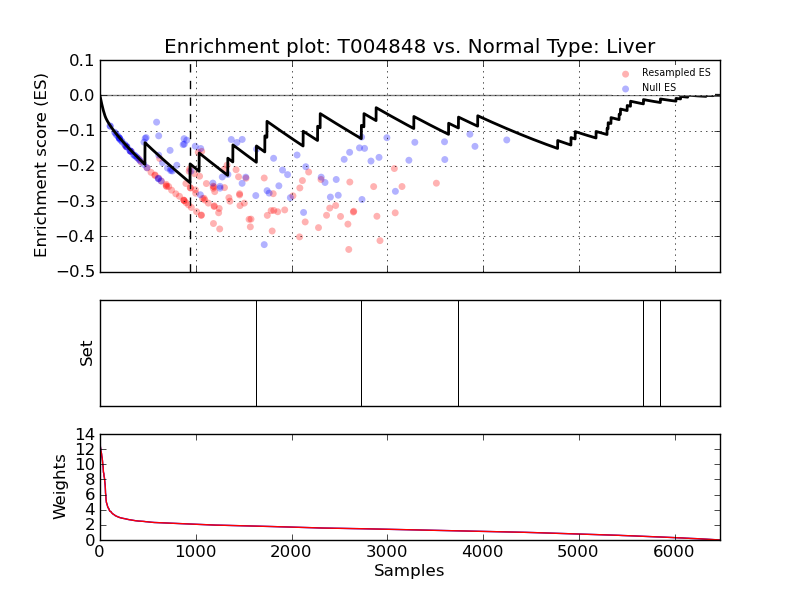 Enrichment plot: T004848 vs. Normal Type: Liver
0.1
0.0
−0.1
−0.2
−0.3
−0.4
−0.5
Enrichment score (ES)
Resampled ES
Null ES
Set
14
12
10
8
6
4
2
0
Weights
0 1000 2000 3000 4000 5000 6000
Samples